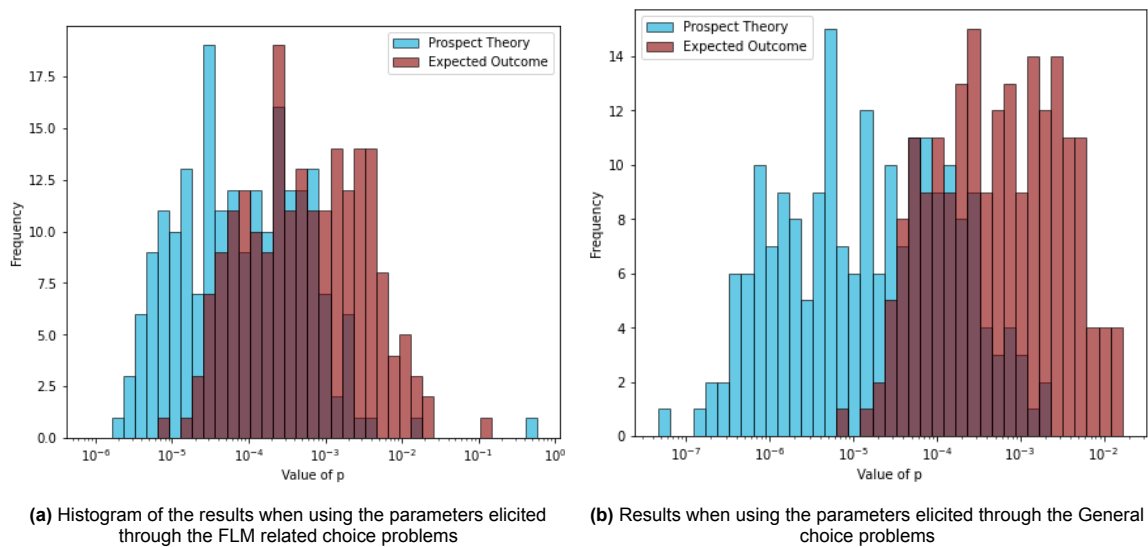 Prospect Theory
Expected Outcome
17.5
15.0
12.5
10.0
7.5
5.0
2.5
0.0
Frequency
10⁻⁶ 10⁻⁵ 10⁻⁴ 10⁻³ 10⁻² 10⁻¹ 10⁰
Value of p
(a) Histogram of the results when using the parameters elicited
through the FLM related choice problems
Prospect Theory
Expected Outcome
14
12
10
8
6
4
2
0
Frequency
10⁻⁷ 10⁻⁶ 10⁻⁵ 10⁻⁴ 10⁻³ 10⁻²
Value of p
(b) Results when using the parameters elicited through the General
choice problems